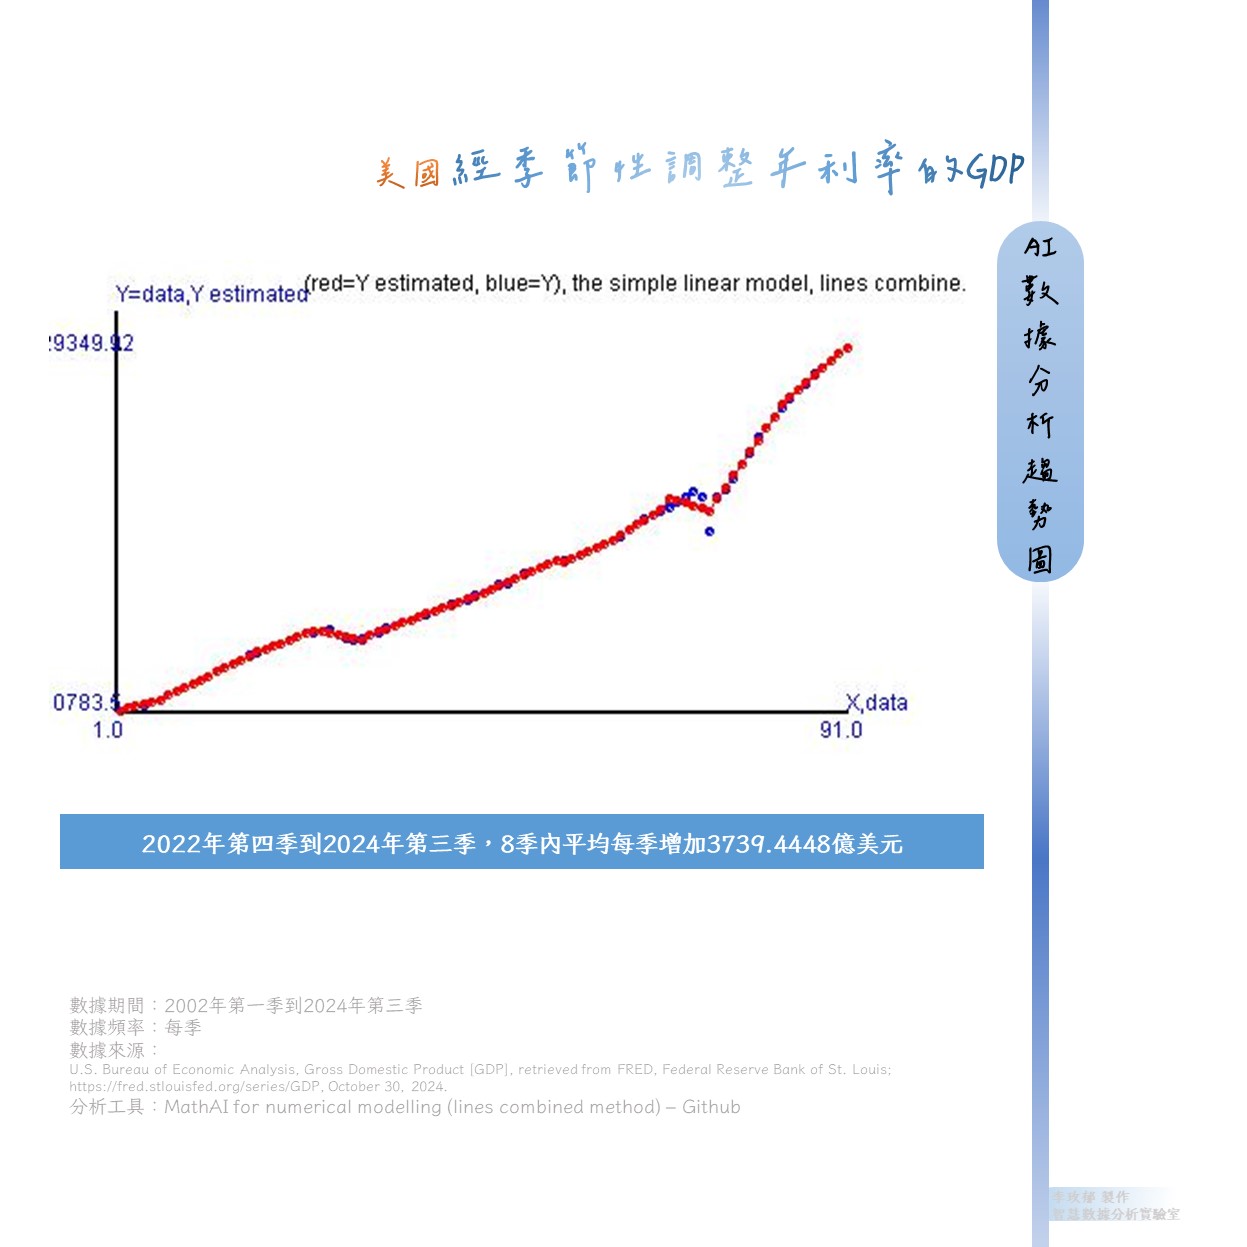 美國經季節性調整年利率的GDP
AI數據分析趨勢圖
(red=Y estimated, blue=Y), the simple linear model, lines combine.
Y=data,Y estimated
9349.92
0783.5
X,data
1.0
91.0
2022年第四季到2024年第三季，8季內平均每季增加3739.4448億美元
數據期間：2002年第一季到2024年第三季
數據頻率：每季
數據來源：
U.S. Bureau of Economic Analysis, Gross Domestic Product [GDP], retrieved from FRED, Federal Reserve Bank of St. Louis;
https://fred.stlouisfed.org/series/GDP, October 30, 2024.
分析工具：MathAI for numerical modelling (lines combined method) – Github
製作
數據分析實驗室